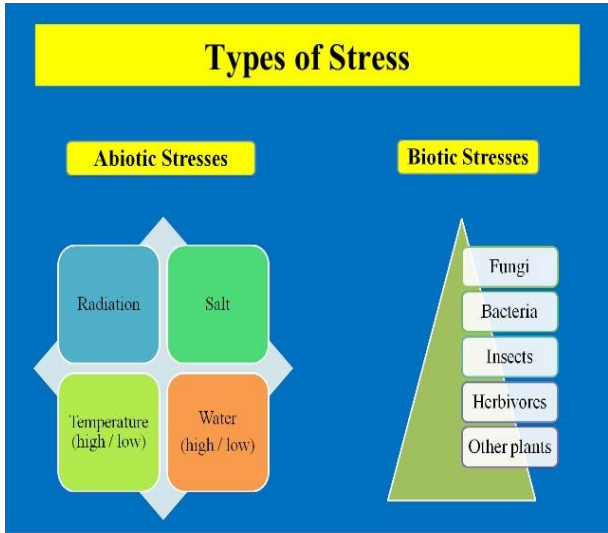 Types of Stress
Abiotic Stresses
Biotic Stresses
Radiation
Salt
Temperature
(high / low)
Water
(high / low)
Fungi
Bacteria
Insects
Herbivores
Other plants